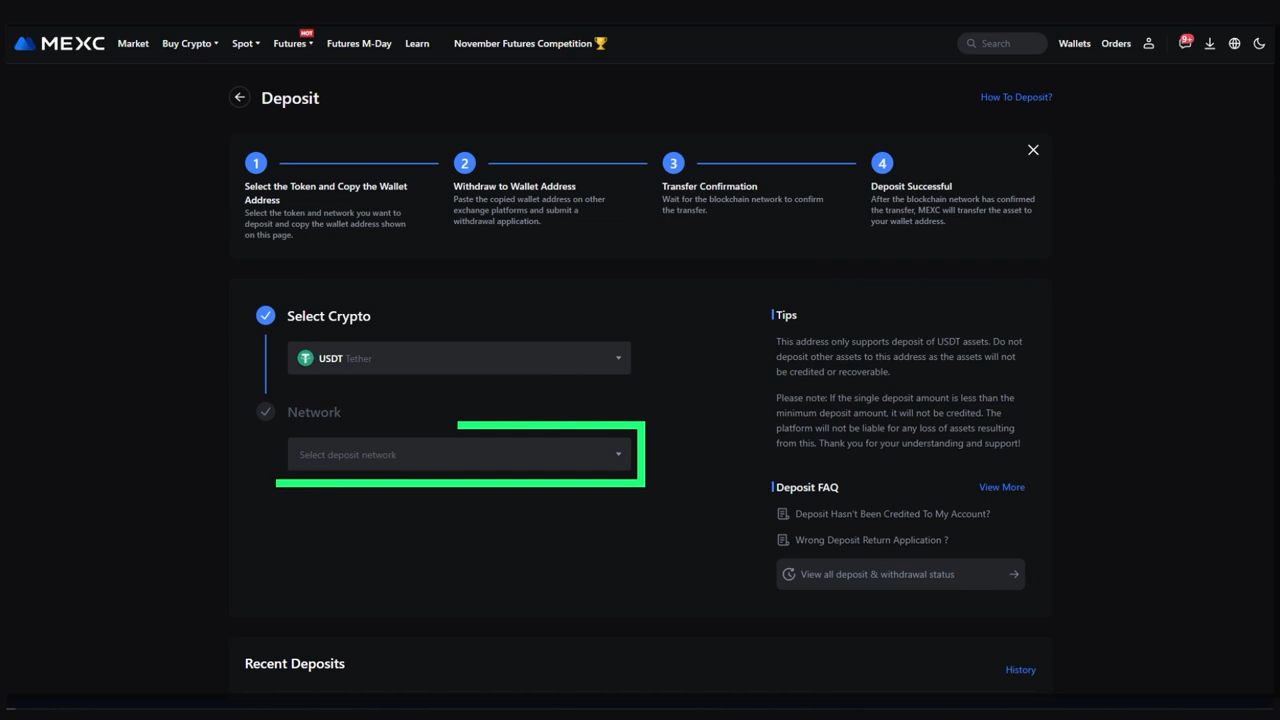 MEXC Market Buy Crypto Spot Futures HOT Futures M-Day Learn November Futures Competition Search Wallets Orders 9+
Deposit
How To Deposit?
1 2 3 4
Select the Token and Copy the Wallet
Address
Select the token and network you want to
deposit and copy the wallet address shown
on this page.
Withdraw to Wallet Address
Paste the copied wallet address on other
exchange platforms and submit a
withdrawal application.
Transfer Confirmation
Wait for the blockchain network to confirm
the transfer.
Deposit Successful
After the blockchain network has confirmed
the transfer, MEXC will transfer the asset to
your wallet address.
Select Crypto
USDT Tether
Network
Select deposit network
Tips
This address only supports deposit of USDT assets. Do not
deposit other assets to this address as the assets will not
be credited or recoverable.
Please note: If the single deposit amount is less than the
minimum deposit amount, it will not be credited. The
platform will not be liable for any loss of assets resulting
from this. Thank you for your understanding and support!
Deposit FAQ
View More
Deposit Hasn't Been Credited To My Account?
Wrong Deposit Return Application ?
View all deposit & withdrawal status
Recent Deposits
History